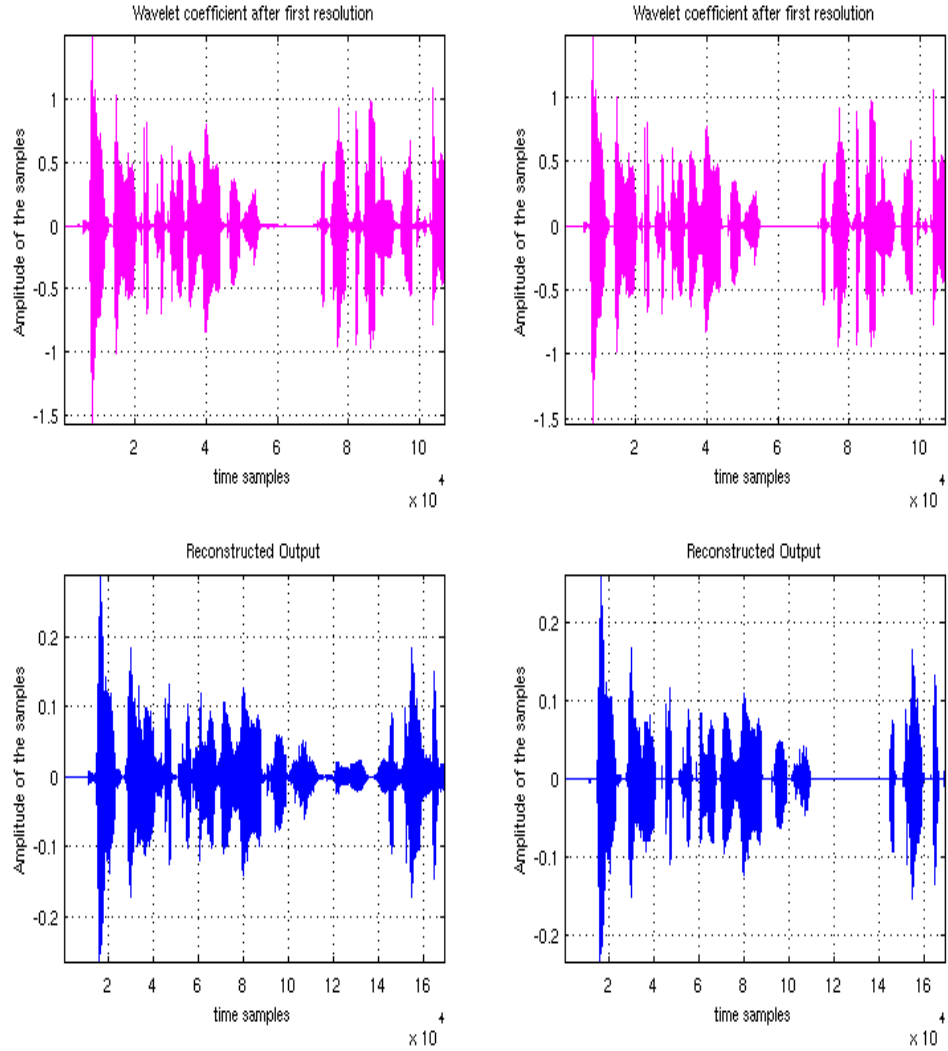 Wavelet coefficient after first resolution
Amplitude of the samples
1
0.5
0
-0.5
-1
-1.5
2 4 6 8 10
time samples
4
x 10
Wavelet coefficient after first resolution
Amplitude of the samples
1
0.5
0
-0.5
-1
-1.5
2 4 6 8 10
time samples
4
x 10
Reconstructed Output
Amplitude of the samples
0.2
0.1
0
-0.1
-0.2
2 4 6 8 10 12 14 16
time samples
4
x 10
Reconstructed Output
Amplitude of the samples
0.2
0.1
0
-0.1
-0.2
2 4 6 8 10 12 14 16
time samples
4
x 10